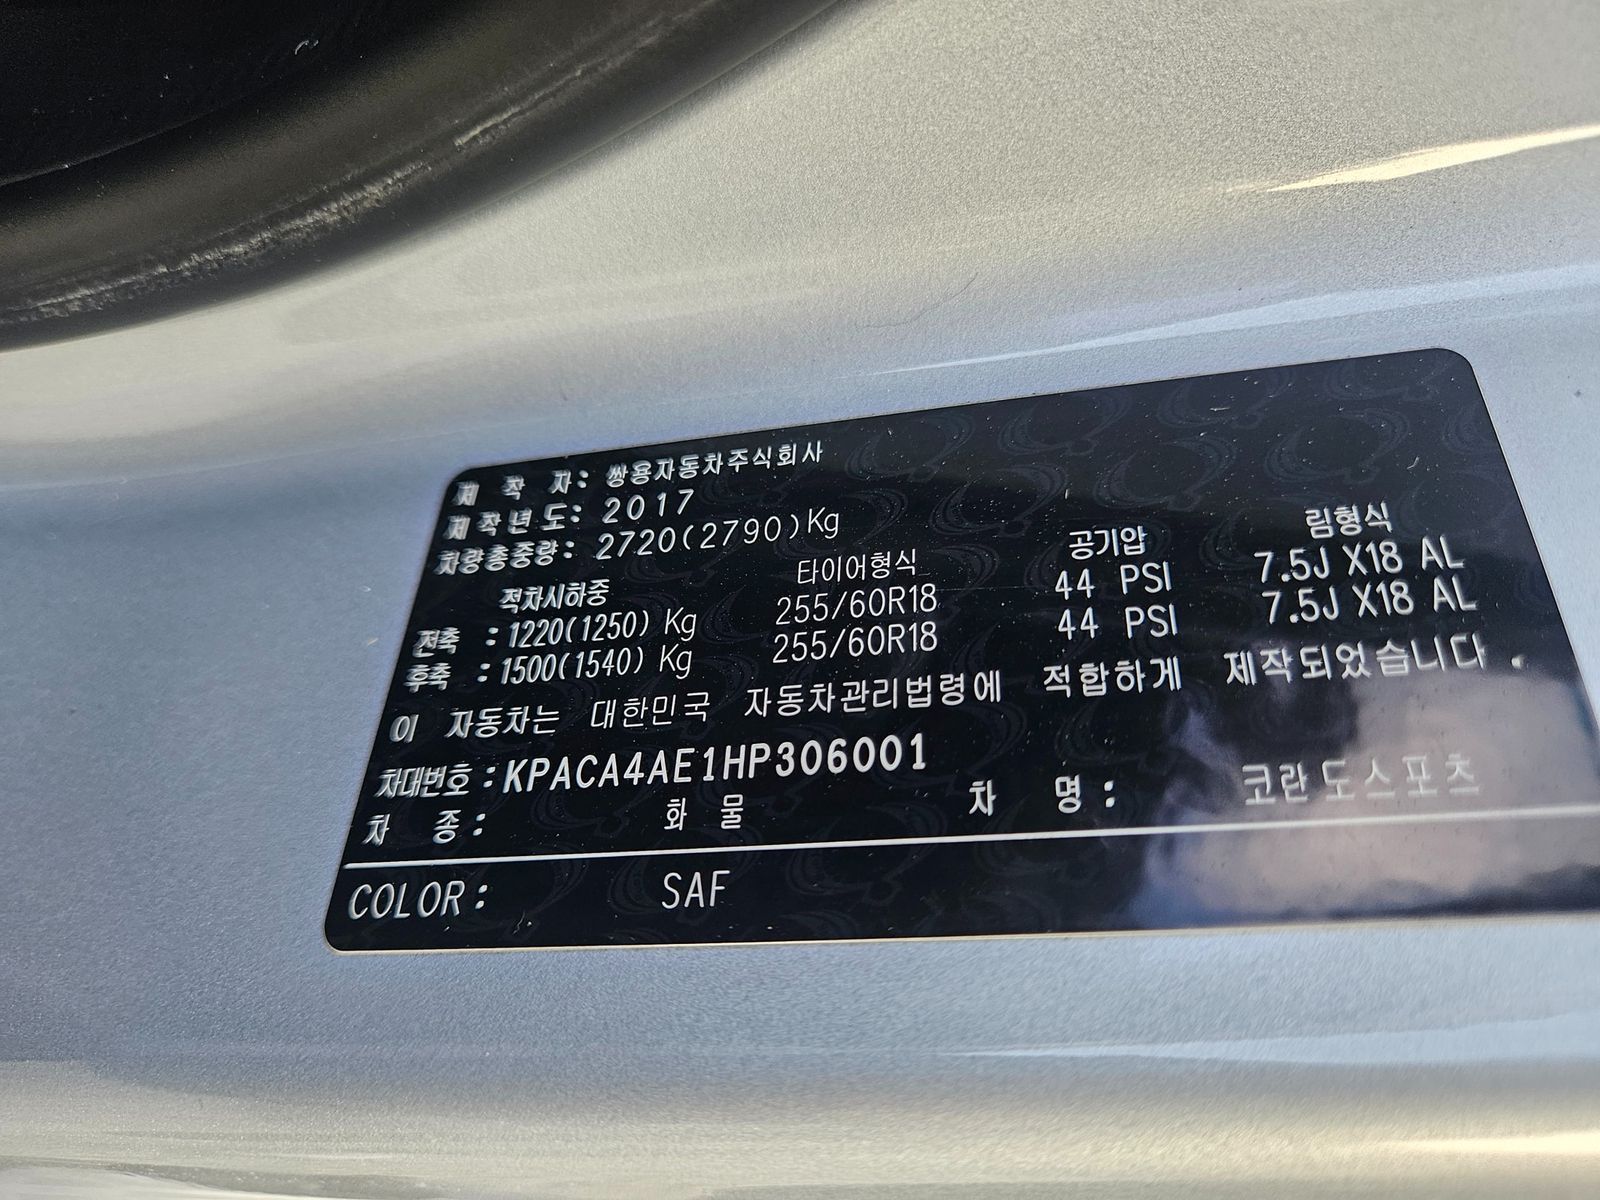 제 작 자: 쌍용자동차주식회사
제작년도: 2017
차량총중량: 2720(2790)Kg
적차시하중 타이어형식 공기압 림형식
전축 : 1220(1250) Kg 255/60R18 44 PSI 7.5J X18 AL
후축 : 1500(1540) Kg 255/60R18 44 PSI 7.5J X18 AL
이 자동차는 대한민국 자동차관리법령에 적합하게 제작되었습니다.
차대번호: KPACA4AE1HP306001
차 종: 화 물 차 명: 코란도스포츠
COLOR: SAF